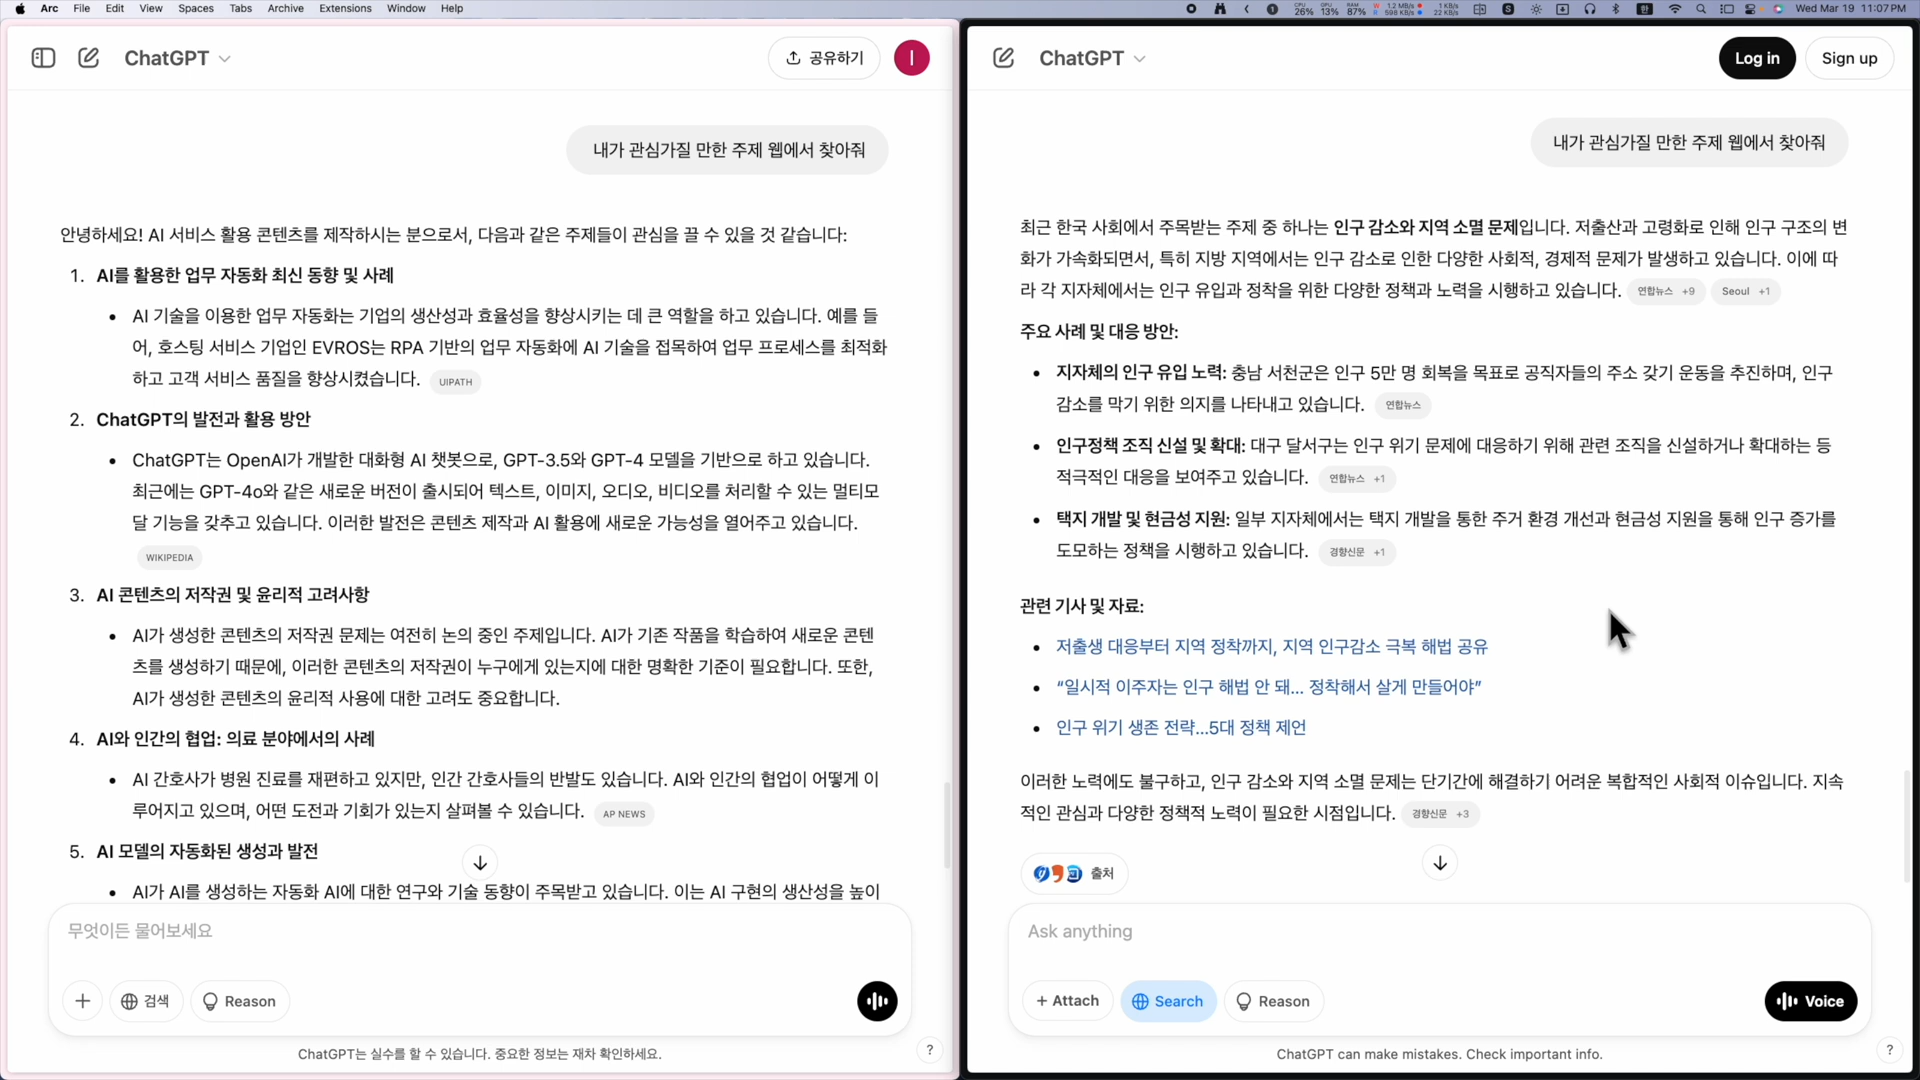 Arc File Edit View Spaces Tabs Archive Extensions Window Help
CPU 26% GPU 13% RAM 87% W 1.2 MB/s R 598 KB/s 1 KB/s 22 KB/s 한 Wed Mar 19 11:07 PM
ChatGPT
공유하기
I
내가 관심가질 만한 주제 웹에서 찾아줘
안녕하세요! AI 서비스 활용 콘텐츠를 제작하시는 분으로서, 다음과 같은 주제들이 관심을 끌 수 있을 것 같습니다:
1. AI를 활용한 업무 자동화 최신 동향 및 사례
• AI 기술을 이용한 업무 자동화는 기업의 생산성과 효율성을 향상시키는 데 큰 역할을 하고 있습니다. 예를 들
어, 호스팅 서비스 기업인 EVROS는 RPA 기반의 업무 자동화에 AI 기술을 접목하여 업무 프로세스를 최적화
하고 고객 서비스 품질을 향상시켰습니다. UIPATH
2. ChatGPT의 발전과 활용 방안
• ChatGPT는 OpenAI가 개발한 대화형 AI 챗봇으로, GPT-3.5와 GPT-4 모델을 기반으로 하고 있습니다.
최근에는 GPT-4o와 같은 새로운 버전이 출시되어 텍스트, 이미지, 오디오, 비디오를 처리할 수 있는 멀티모
달 기능을 갖추고 있습니다. 이러한 발전은 콘텐츠 제작과 AI 활용에 새로운 가능성을 열어주고 있습니다.
WIKIPEDIA
3. AI 콘텐츠의 저작권 및 윤리적 고려사항
• AI가 생성한 콘텐츠의 저작권 문제는 여전히 논의 중인 주제입니다. AI가 기존 작품을 학습하여 새로운 콘텐
츠를 생성하기 때문에, 이러한 콘텐츠의 저작권이 누구에게 있는지에 대한 명확한 기준이 필요합니다. 또한,
AI가 생성한 콘텐츠의 윤리적 사용에 대한 고려도 중요합니다.
4. AI와 인간의 협업: 의료 분야에서의 사례
• AI 간호사가 병원 진료를 재편하고 있지만, 인간 간호사들의 반발도 있습니다. AI와 인간의 협업이 어떻게 이
루어지고 있으며, 어떤 도전과 기회가 있는지 살펴볼 수 있습니다. AP NEWS
5. AI 모델의 자동화된 생성과 발전
• AI가 AI를 생성하는 자동화 AI에 대한 연구와 기술 동향이 주목받고 있습니다. 이는 AI 구현의 생산성을 높이
무엇이든 물어보세요
+ 검색 Reason
ChatGPT는 실수를 할 수 있습니다. 중요한 정보는 재차 확인하세요.
?
ChatGPT
Log in
Sign up
내가 관심가질 만한 주제 웹에서 찾아줘
최근 한국 사회에서 주목받는 주제 중 하나는 인구 감소와 지역 소멸 문제입니다. 저출산과 고령화로 인해 인구 구조의 변
화가 가속화되면서, 특히 지방 지역에서는 인구 감소로 인한 다양한 사회적, 경제적 문제가 발생하고 있습니다. 이에 따
라 각 지자체에서는 인구 유입과 정착을 위한 다양한 정책과 노력을 시행하고 있습니다. 연합뉴스 +9 Seoul +1
주요 사례 및 대응 방안:
• 지자체의 인구 유입 노력: 충남 서천군은 인구 5만 명 회복을 목표로 공직자들의 주소 갖기 운동을 추진하며, 인구
감소를 막기 위한 의지를 나타내고 있습니다. 연합뉴스
• 인구정책 조직 신설 및 확대: 대구 달서구는 인구 위기 문제에 대응하기 위해 관련 조직을 신설하거나 확대하는 등
적극적인 대응을 보여주고 있습니다. 연합뉴스 +1
• 택지 개발 및 현금성 지원: 일부 지자체에서는 택지 개발을 통한 주거 환경 개선과 현금성 지원을 통해 인구 증가를
도모하는 정책을 시행하고 있습니다. 경향신문 +1
관련 기사 및 자료:
• 저출생 대응부터 지역 정착까지, 지역 인구감소 극복 해법 공유
• “일시적 이주자는 인구 해법 안 돼… 정착해서 살게 만들어야”
• 인구 위기 생존 전략…5대 정책 제언
이러한 노력에도 불구하고, 인구 감소와 지역 소멸 문제는 단기간에 해결하기 어려운 복합적인 사회적 이슈입니다. 지속
적인 관심과 다양한 정책적 노력이 필요한 시점입니다. 경향신문 +3
출처
Ask anything
+ Attach Search Reason Voice
ChatGPT can make mistakes. Check important info.
?